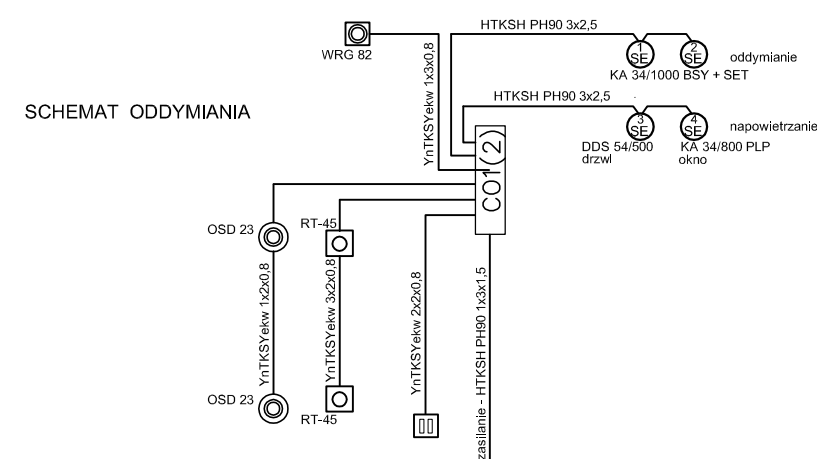 HTKSH PH90 3x2,5
WRG 82
1
SE
2
SE
oddymianie
KA 34/1000 BSY + SET
YnTKSYekw 1x3x0,8
HTKSH PH90 3x2,5
SCHEMAT ODDYMIANIA
3
SE
4
SE
napowietrzanie
DDS 54/500
drzwl
KA 34/800 PLP
okno
CO1(2)
OSD 23
RT-45
YnTKSYekw 1x2x0,8
YnTKSYekw 3x2x0,8
YnTKSYekw 2x2x0,8
zasilanie - HTKSH PH90 1x3x1,5
OSD 23
RT-45